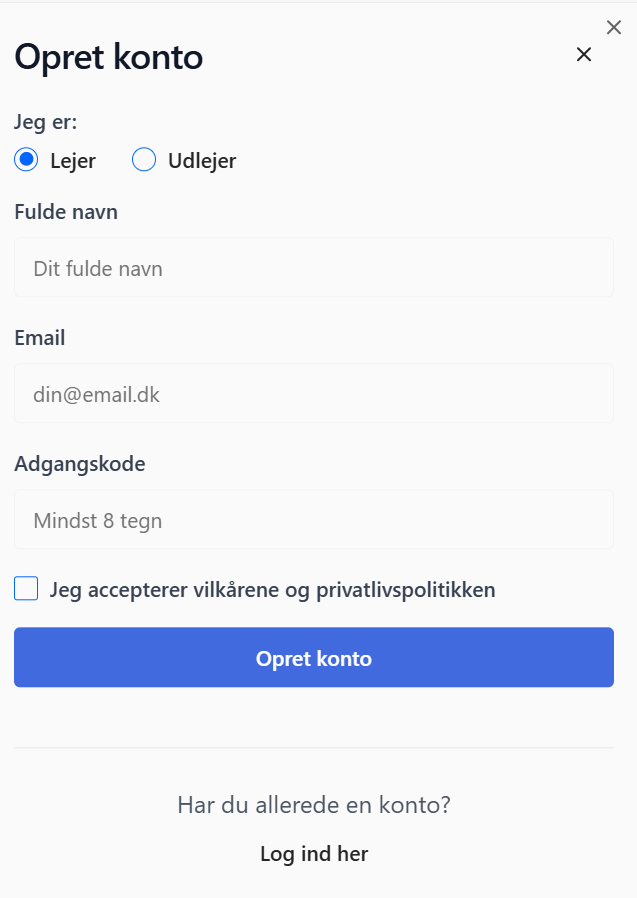 Opret konto
Jeg er:
Lejer Udlejer
Fulde navn
Dit fulde navn
Email
din@email.dk
Adgangskode
Mindst 8 tegn
Jeg accepterer vilkårene og privatlivspolitikken
Opret konto
Har du allerede en konto?
Log ind her